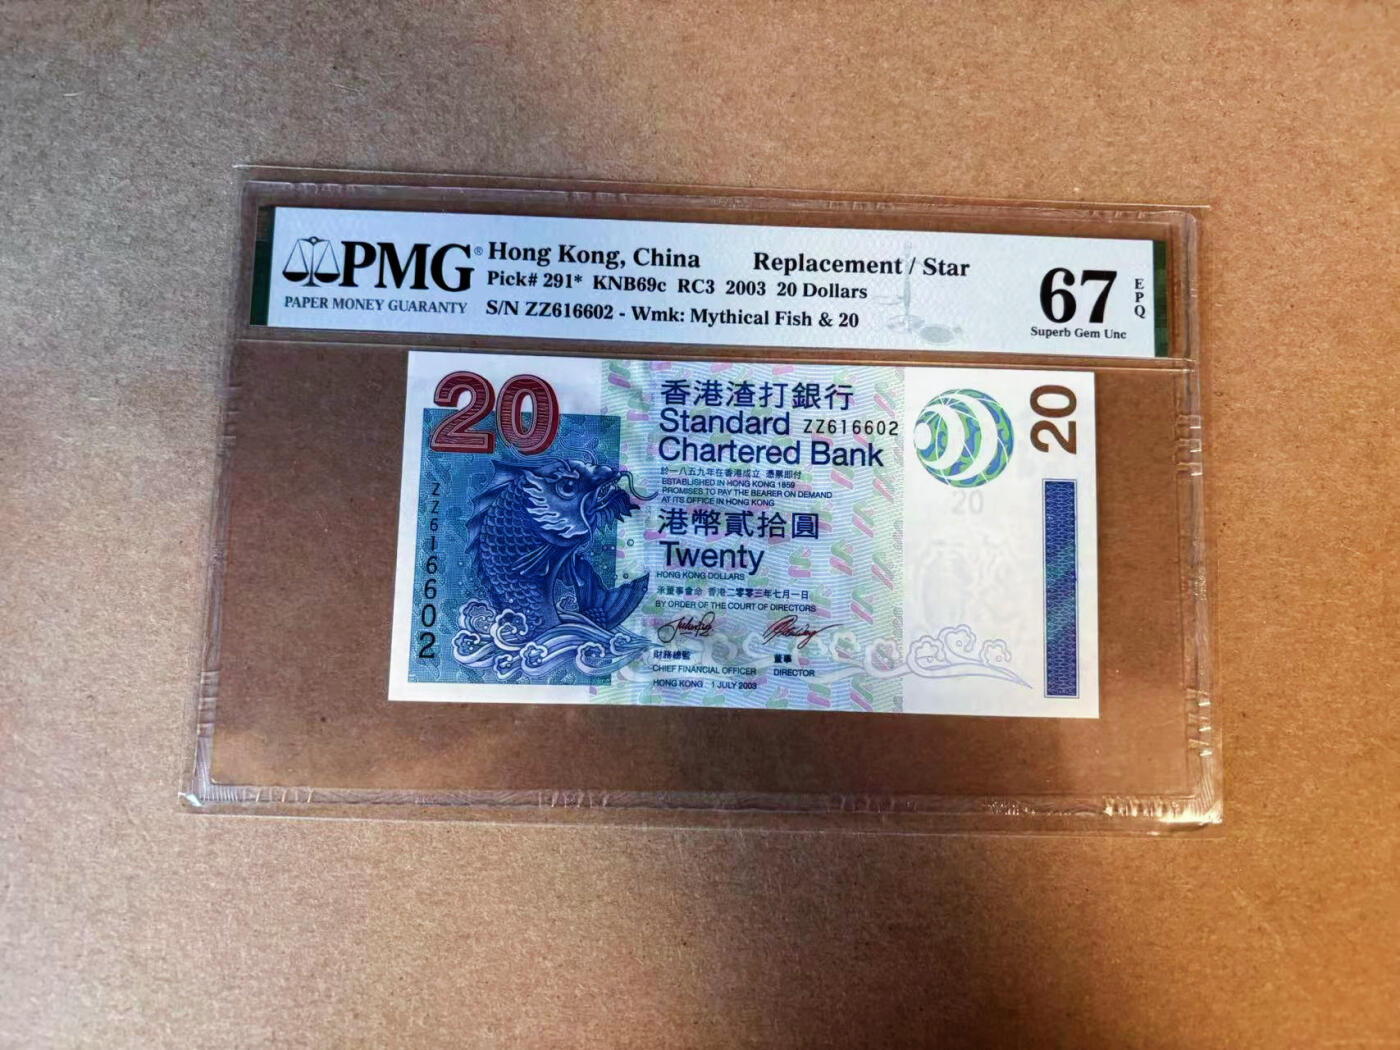 PMG®
PAPER MONEY GUARANTY
Hong Kong, China Replacement / Star
Pick# 291* KNB69c RC3 2003 20 Dollars
S/N ZZ616602 - Wmk: Mythical Fish & 20
67
EPQ
Superb Gem Unc
20
ZZ616602
香港渣打銀行
Standard ZZ616602
Chartered Bank
於一八五九年在香港成立 憑票即付
ESTABLISHED IN HONG KONG 1859
PROMISES TO PAY THE BEARER ON DEMAND
AT ITS OFFICE IN HONG KONG
港幣貳拾圓
Twenty
HONG KONG DOLLARS
承董事會命 香港二零零三年七月一日
BY ORDER OF THE COURT OF DIRECTORS
財務總監 董事
CHIEF FINANCIAL OFFICER DIRECTOR
HONG KONG 1 JULY 2003
20
20